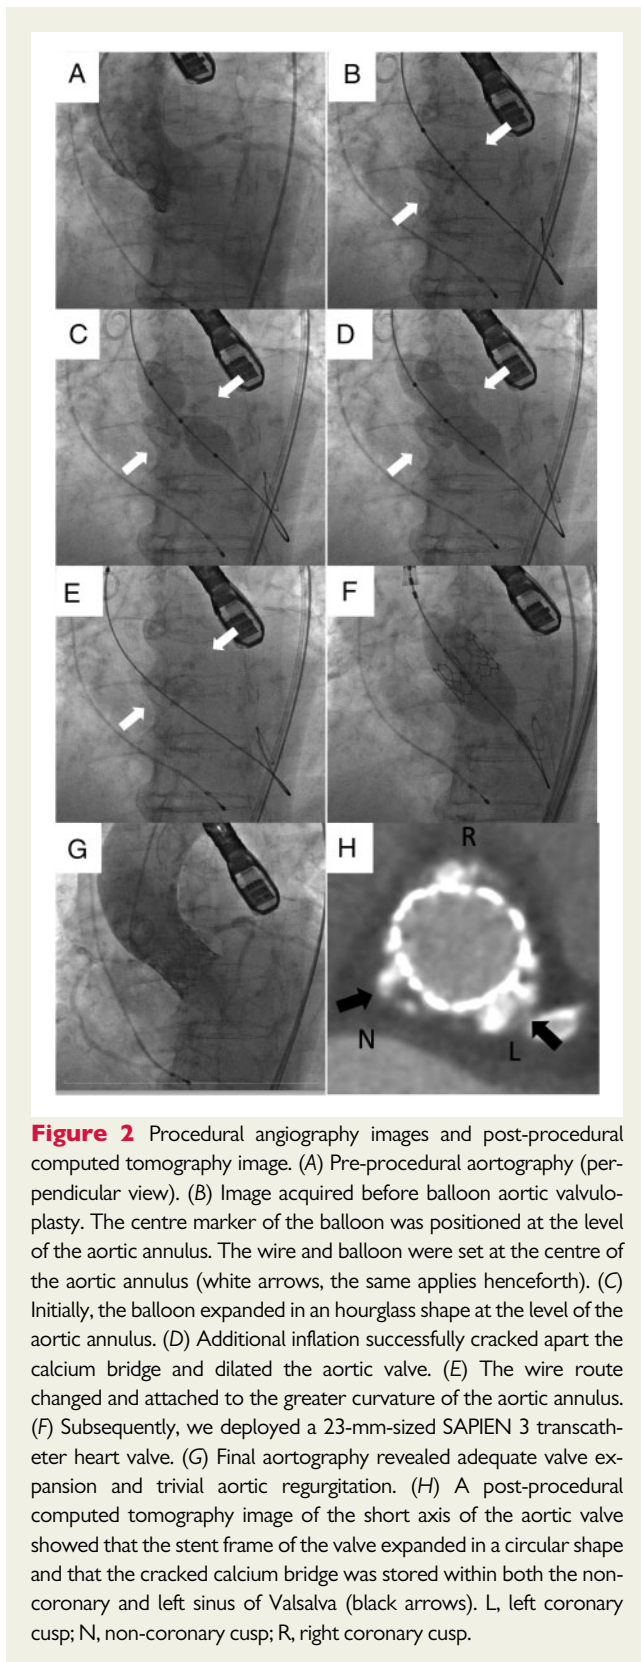 A
B
C
D
E
F
G
H
R
N
L
Figure 2 Procedural angiography images and post-procedural
computed tomography image. (A) Pre-procedural aortography (per-
pendicular view). (B) Image acquired before balloon aortic valvulo-
plasty. The centre marker of the balloon was positioned at the level
of the aortic annulus. The wire and balloon were set at the centre of
the aortic annulus (white arrows, the same applies henceforth). (C)
Initially, the balloon expanded in an hourglass shape at the level of the
aortic annulus. (D) Additional inflation successfully cracked apart the
calcium bridge and dilated the aortic valve. (E) The wire route
changed and attached to the greater curvature of the aortic annulus.
(F) Subsequently, we deployed a 23-mm-sized SAPIEN 3 transcathe-
ter heart valve. (G) Final aortography revealed adequate valve ex-
pansion and trivial aortic regurgitation. (H) A post-procedural
computed tomography image of the short axis of the aortic valve
showed that the stent frame of the valve expanded in a circular shape
and that the cracked calcium bridge was stored within both the non-
coronary and left sinus of Valsalva (black arrows). L, left coronary
cusp; N, non-coronary cusp; R, right coronary cusp.